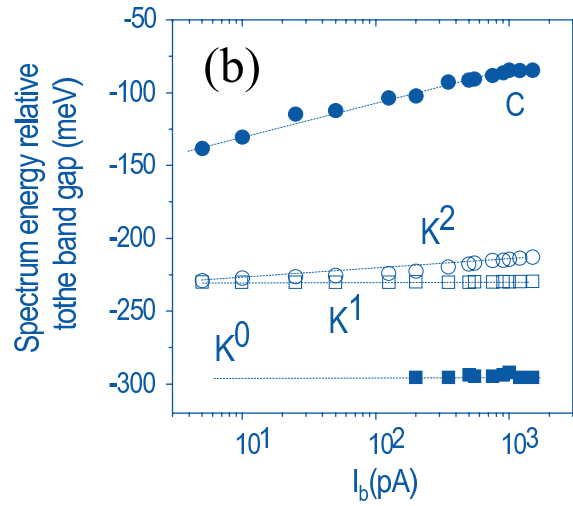 Spectrum energy relative
tothe band gap (meV)
-50
-100
-150
-200
-250
-300
(b)
C
K²
K¹
K⁰
10¹
10²
10³
I_b(pA)